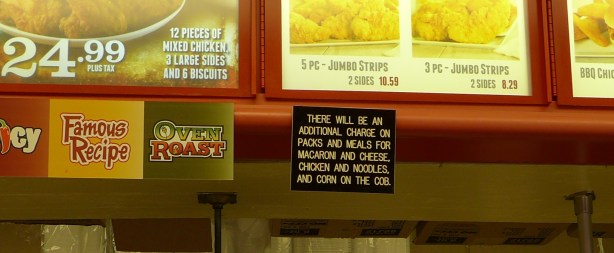 24.99
PLUS TAX
12 PIECES OF
MIXED CHICKEN,
3 LARGE SIDES
AND 6 BISCUITS
5 PC - JUMBO STRIPS
2 SIDES 10.59
3 PC - JUMBO STRIPS
2 SIDES 8.29
BBQ
icy
Famous
Recipe
OVEN
ROAST
THERE WILL BE AN
ADDITIONAL CHARGE ON
PACKS AND MEALS FOR
MACARONI AND CHEESE,
CHICKEN AND NOODLES,
AND CORN ON THE COB.